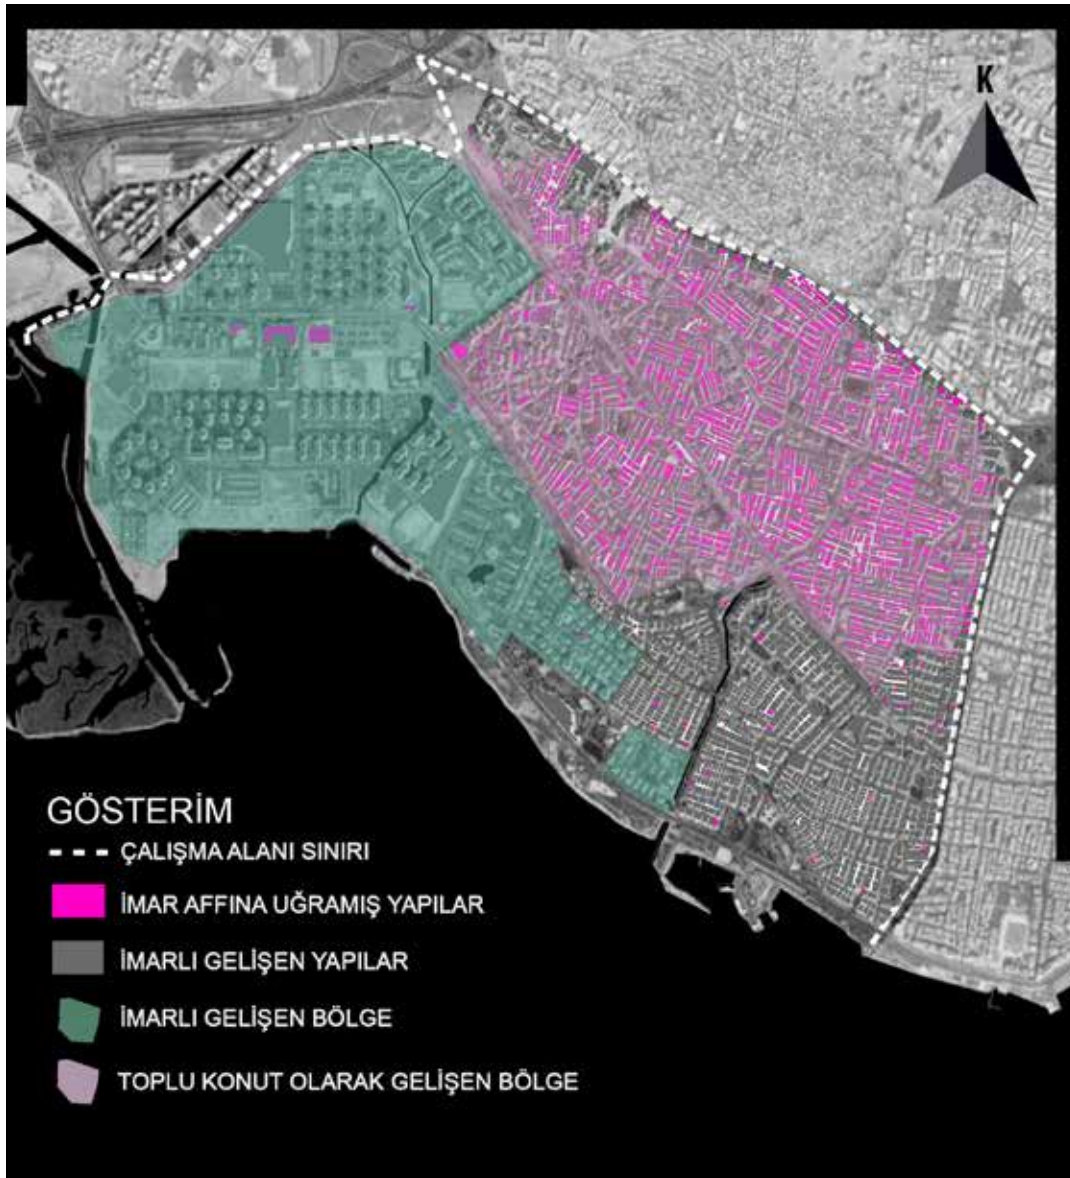 K
GÖSTERİM
ÇALIŞMA ALANI SINIRI
İMAR AFFINA UĞRAMIŞ YAPILAR
İMARLI GELİŞEN YAPILAR
İMARLI GELİŞEN BÖLGE
TOPLU KONUT OLARAK GELİŞEN BÖLGE